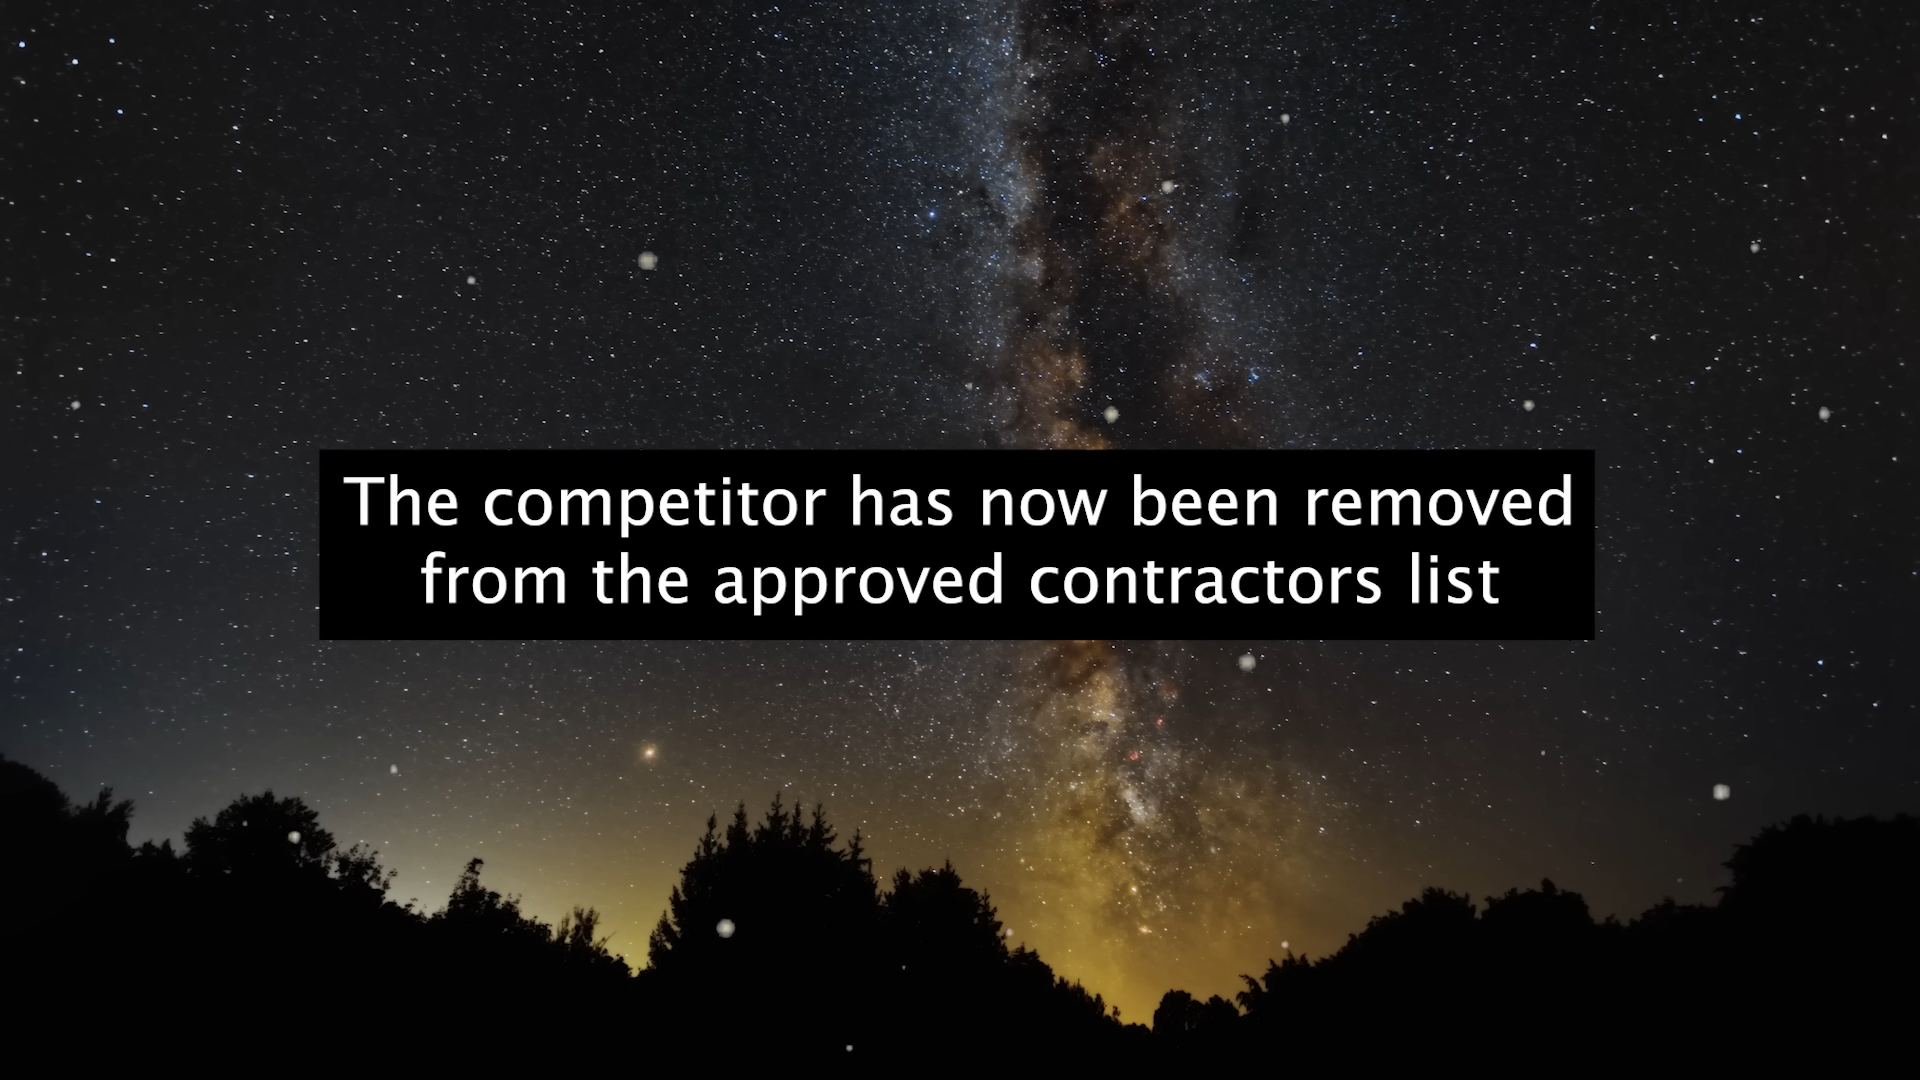 The competitor has now been removed
from the approved contractors list